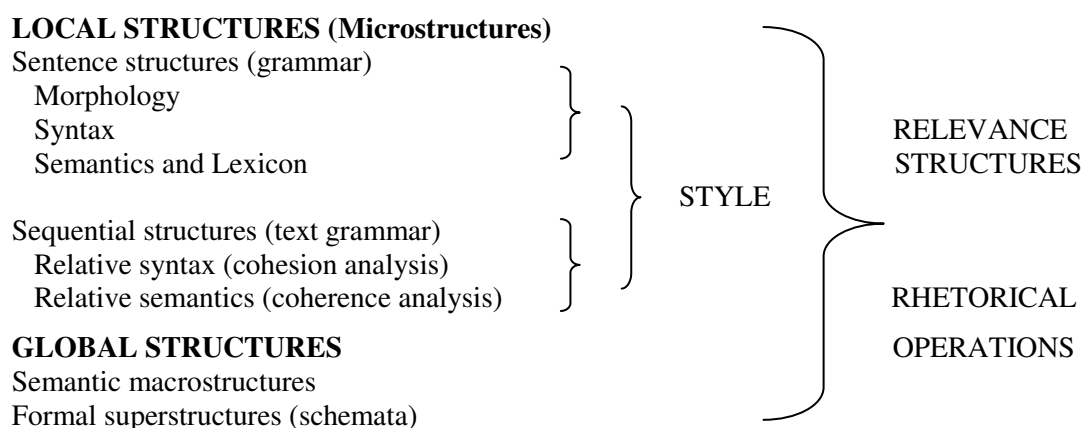 LOCAL STRUCTURES (Microstructures)
Sentence structures (grammar)
Morphology
Syntax
Semantics and Lexicon
Sequential structures (text grammar)
Relative syntax (cohesion analysis)
Relative semantics (coherence analysis)
GLOBAL STRUCTURES
Semantic macrostructures
Formal superstructures (schemata)
STYLE
RELEVANCE
STRUCTURES
RHETORICAL
OPERATIONS